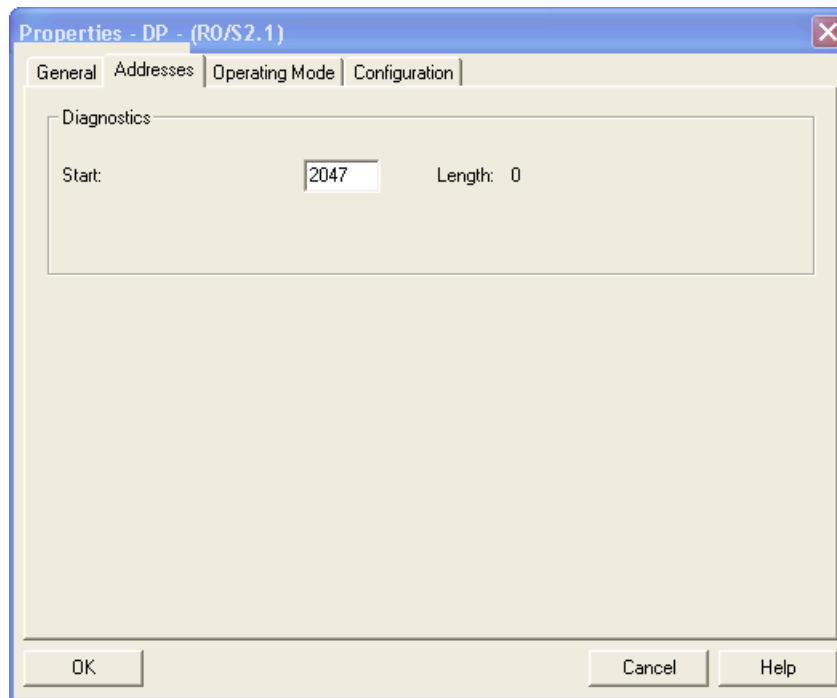 Properties - DP - (R0/S2.1)
General Addresses Operating Mode Configuration
Diagnostics
Start: 2047 Length: 0
OK Cancel Help